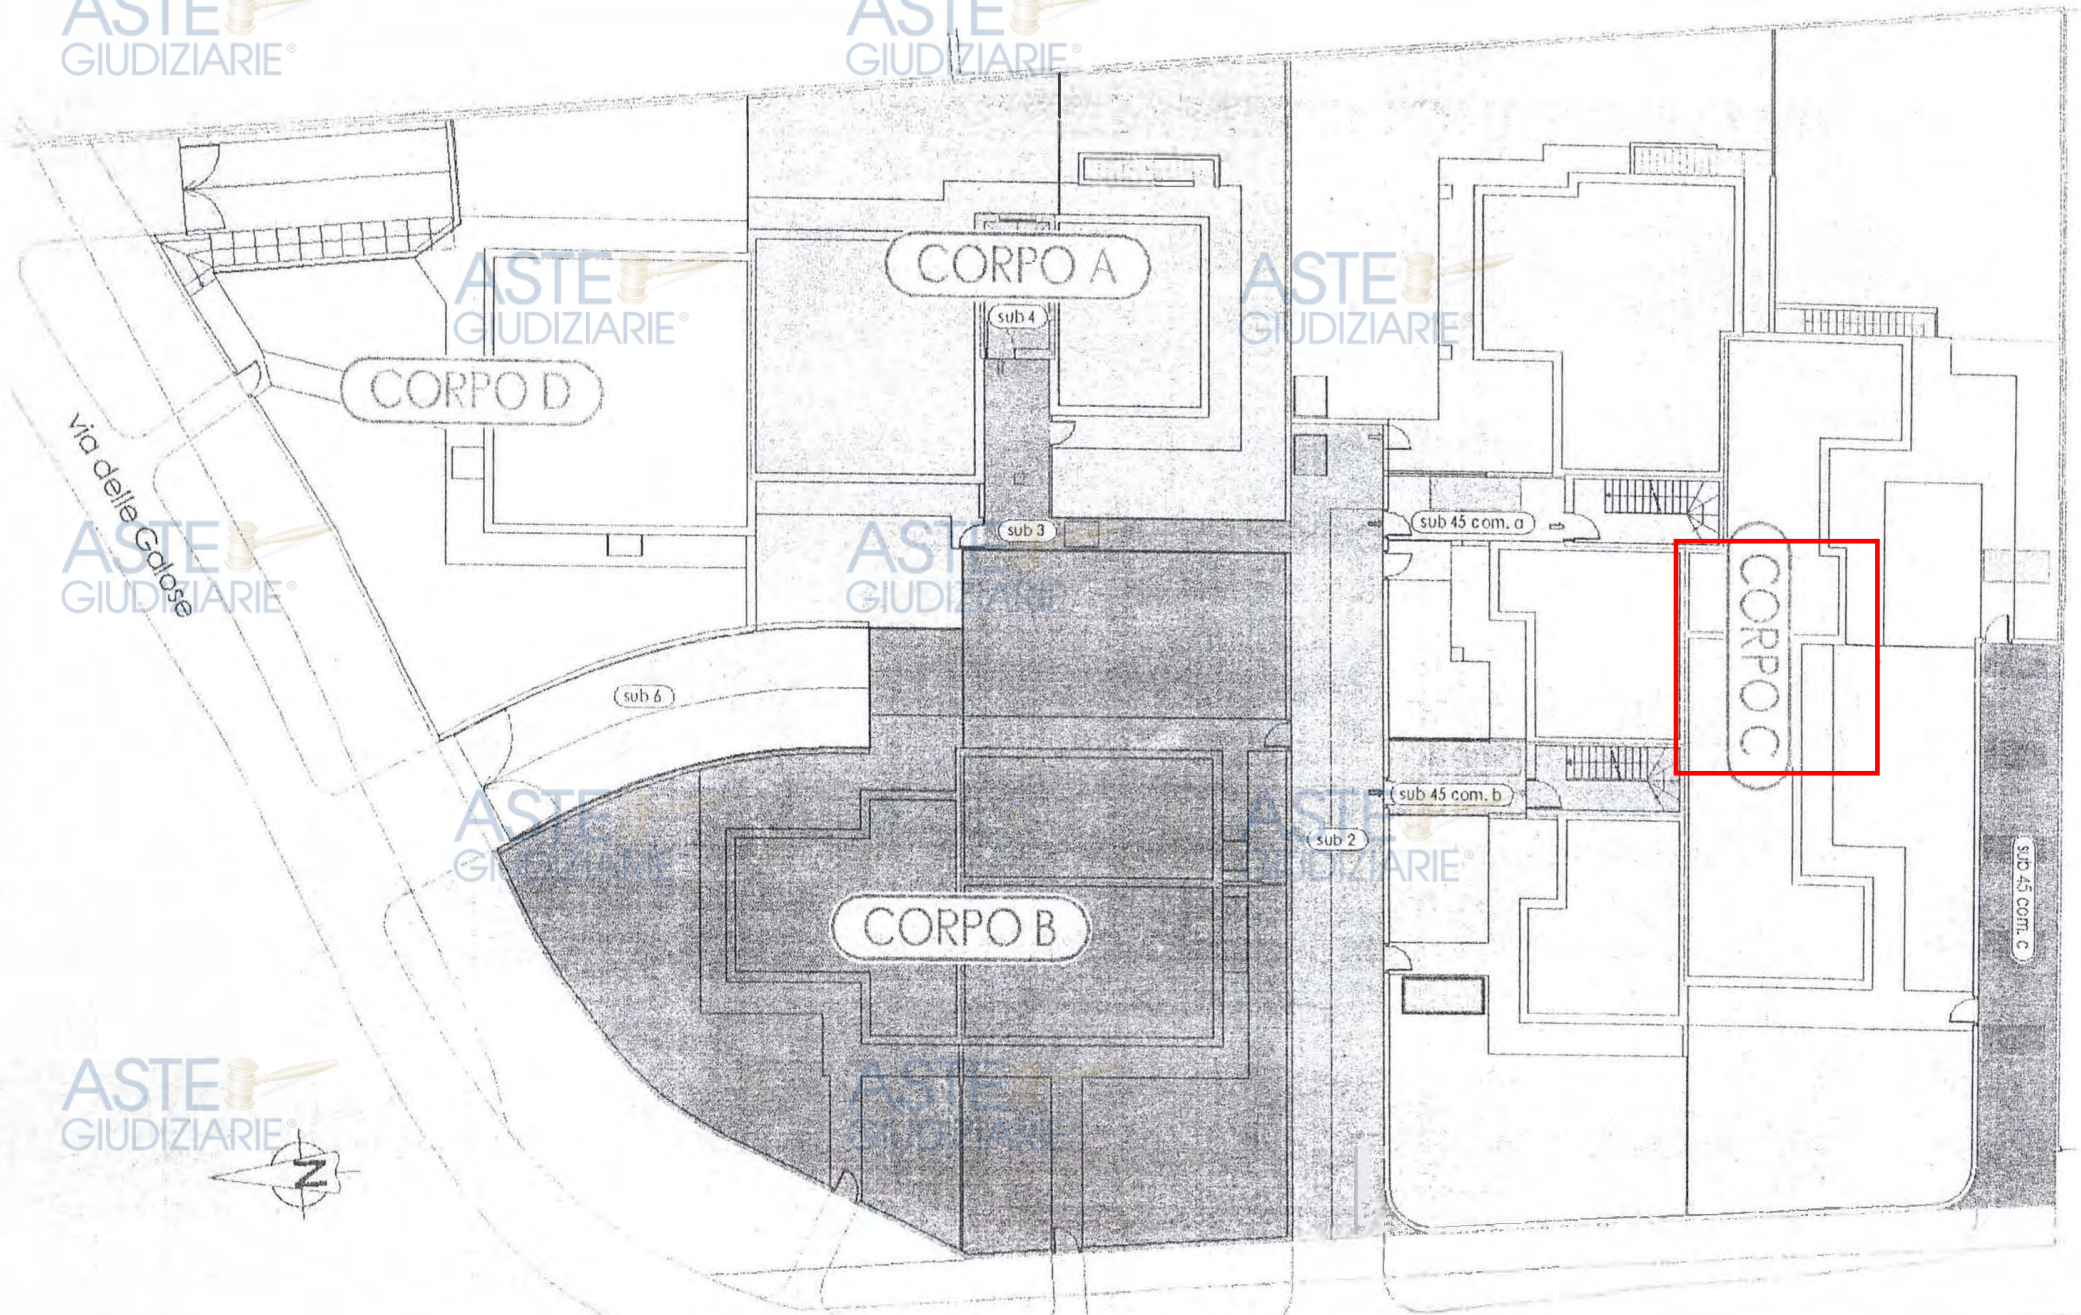 ASTE
GIUDIZIARIE®
ASTE
GIUDIZIARIE®
CORPO A
ASTE
GIUDIZIARIE®
ASTE
GIUDIZIARIE®
sub 4
CORPO D
via delle Galose
sub 3
sub 45 com. a
ASTE
GIUDIZIARIE®
ASTE
GIUDIZIARIE
CORPO C
sub 6
sub 45 com. b
sub 2
ASTE
GIUDIZIARIE
ASTE
GIUDIZIARIE®
sub 45 com. c
CORPO B
ASTE
GIUDIZIARIE®
ASTE
GIUDIZIARIE®
N